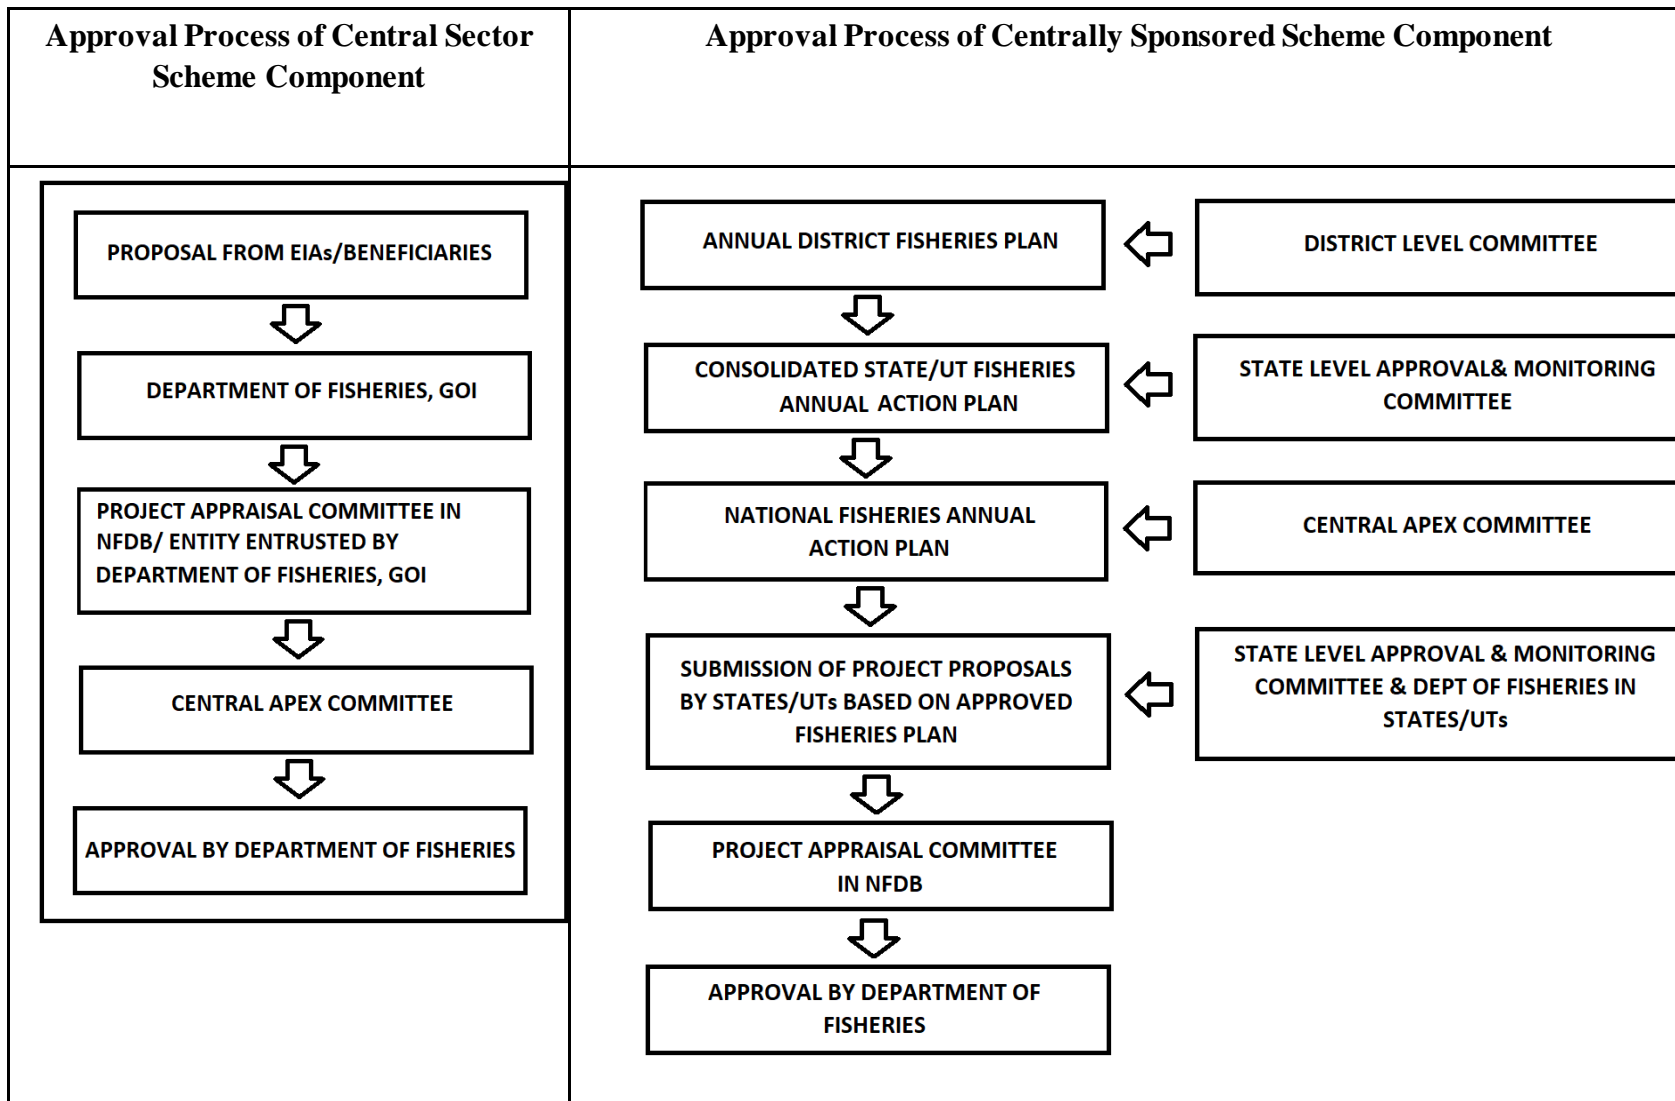 Approval Process of Central Sector
Scheme Component
Approval Process of Centrally Sponsored Scheme Component
PROPOSAL FROM EIAs/BENEFICIARIES
DEPARTMENT OF FISHERIES, GOI
PROJECT APPRAISAL COMMITTEE IN
NFDB/ ENTITY ENTRUSTED BY
DEPARTMENT OF FISHERIES, GOI
CENTRAL APEX COMMITTEE
APPROVAL BY DEPARTMENT OF FISHERIES
ANNUAL DISTRICT FISHERIES PLAN
DISTRICT LEVEL COMMITTEE
CONSOLIDATED STATE/UT FISHERIES
ANNUAL ACTION PLAN
STATE LEVEL APPROVAL& MONITORING
COMMITTEE
NATIONAL FISHERIES ANNUAL
ACTION PLAN
CENTRAL APEX COMMITTEE
SUBMISSION OF PROJECT PROPOSALS
BY STATES/UTs BASED ON APPROVED
FISHERIES PLAN
STATE LEVEL APPROVAL & MONITORING
COMMITTEE & DEPT OF FISHERIES IN
STATES/UTs
PROJECT APPRAISAL COMMITTEE
IN NFDB
APPROVAL BY DEPARTMENT OF
FISHERIES